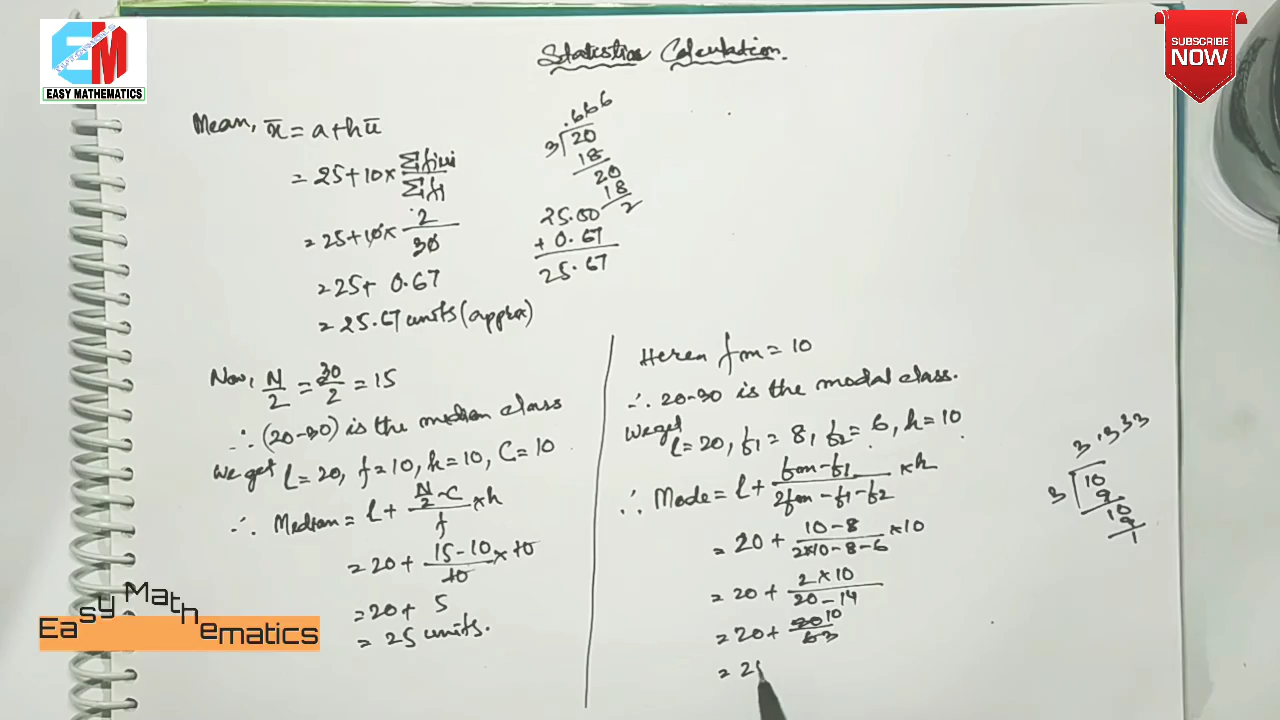 EM
EASY MATHEMATICS
SUBSCRIBE
NOW
Statistics Calculation.
Mean, x̄ = a+hū
= 25+10× Σfiui/Σfi
= 25+10× 2/30
= 25+ 0.67
= 25.67 units (approx)
.666
3 20
18
20
18
2
25.00
+ 0.67
25.67
Now, N/2 = 30/2 = 15
∴ (20-30) is the median class
We get l = 20, f=10, h=10, C=10
∴ Median = l + (N/2 - C)/f ×h
= 20 + (15-10)/10 × 10
= 20 + 5
= 25 units.
Here fm = 10
∴ 20-30 is the modal class.
We get
l=20, f1= 8, f2= 6, h=10
∴ Mode = l + (fm-f1)/(2fm-f1-f2) ×h
= 20 + (10-8)/(2×10-8-6) ×10
= 20 + (2×10)/(20-14)
= 20 + 20 10/6 3
= 2
3.333
3 10
9
10
9
1
Easy Mathematics